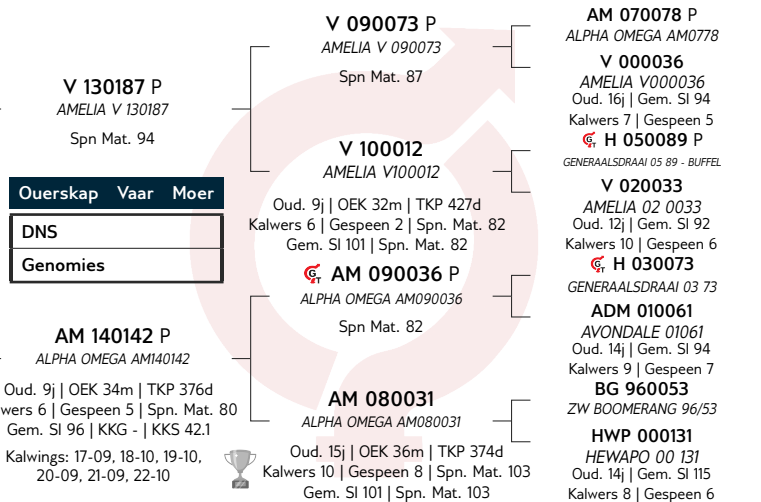 V 130187 P
AMELIA V 130187
Spn Mat. 94
Ouerskap Vaar Moer
DNS
Genomies
AM 140142 P
ALPHA OMEGA AM140142
Oud. 9j | OEK 34m | TKP 376d
wers 6 | Gespeen 5 | Spn. Mat. 80
Gem. SI 96 | KKG - | KKS 42.1
Kalwings: 17-09, 18-10, 19-10,
20-09, 21-09, 22-10
V 090073 P
AMELIA V 090073
Spn Mat. 87
V 100012
AMELIA V100012
Oud. 9j | OEK 32m | TKP 427d
Kalwers 6 | Gespeen 2 | Spn. Mat. 82
Gem. SI 101 | Spn. Mat. 82
GT AM 090036 P
ALPHA OMEGA AM090036
Spn Mat. 82
AM 080031
ALPHA OMEGA AM080031
Oud. 15j | OEK 36m | TKP 374d
Kalwers 10 | Gespeen 8 | Spn. Mat. 103
Gem. SI 101 | Spn. Mat. 103
AM 070078 P
ALPHA OMEGA AM0778
V 000036
AMELIA V000036
Oud. 16j | Gem. SI 94
Kalwers 7 | Gespeen 5
GT H 050089 P
GENERAALSDRAAI 05 89 - BUFFEL
V 020033
AMELIA 02 0033
Oud. 12j | Gem. SI 92
Kalwers 10 | Gespeen 6
GT H 030073
GENERAALSDRAAI 03 73
ADM 010061
AVONDALE 01061
Oud. 14j | Gem. SI 94
Kalwers 9 | Gespeen 7
BG 960053
ZW BOOMERANG 96/53
HWP 000131
HEWAPO 00 131
Oud. 14j | Gem. SI 115
Kalwers 8 | Gespeen 6